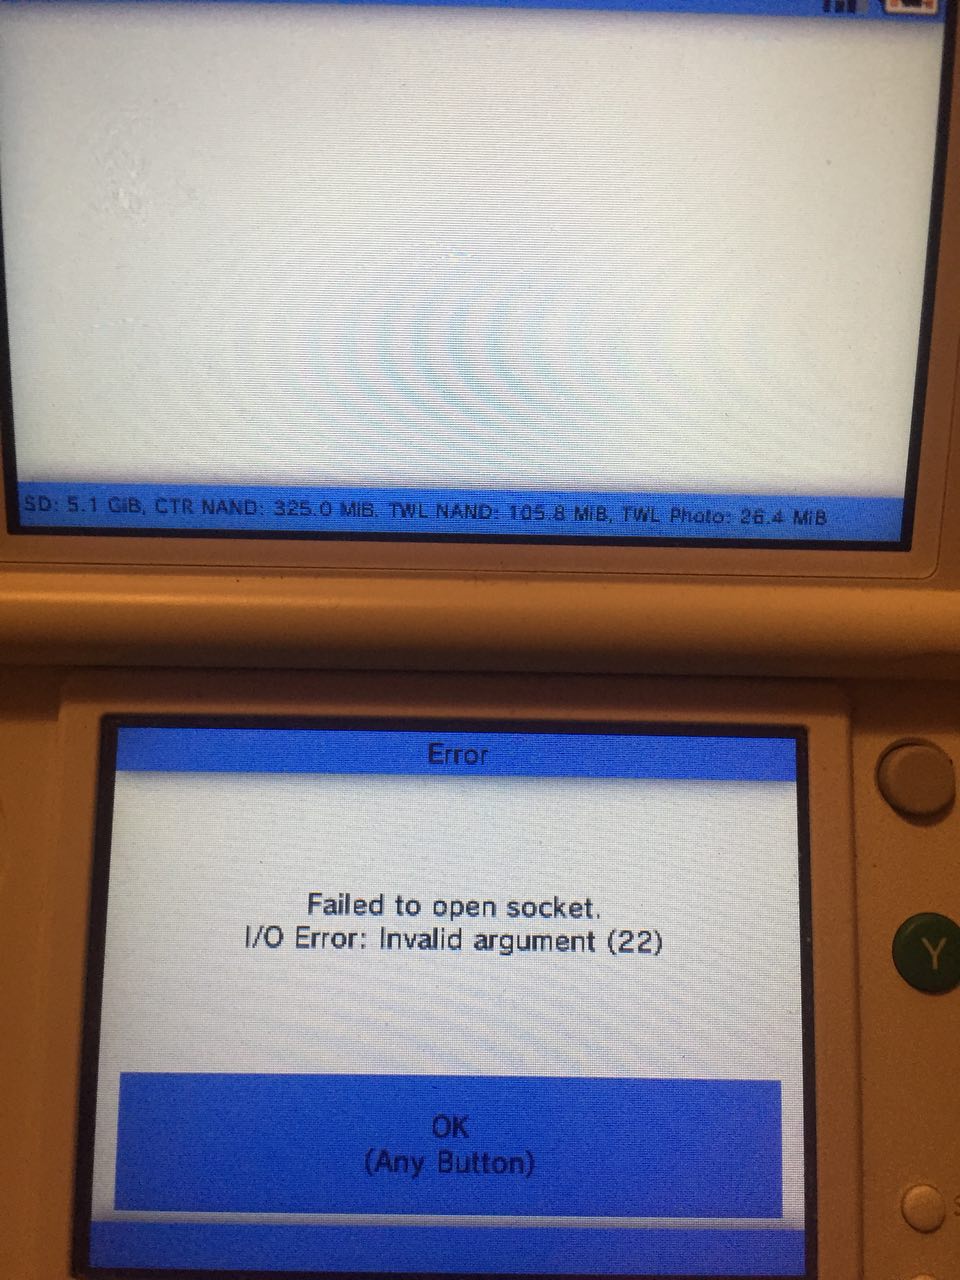 SD: 5.1 GiB, CTR NAND: 325.0 MiB, TWL NAND: 105.8 MiB, TWL Photo: 26.4 MiB
Error
Failed to open socket.
I/O Error: Invalid argument (22)
Y
OK
(Any Button)
S